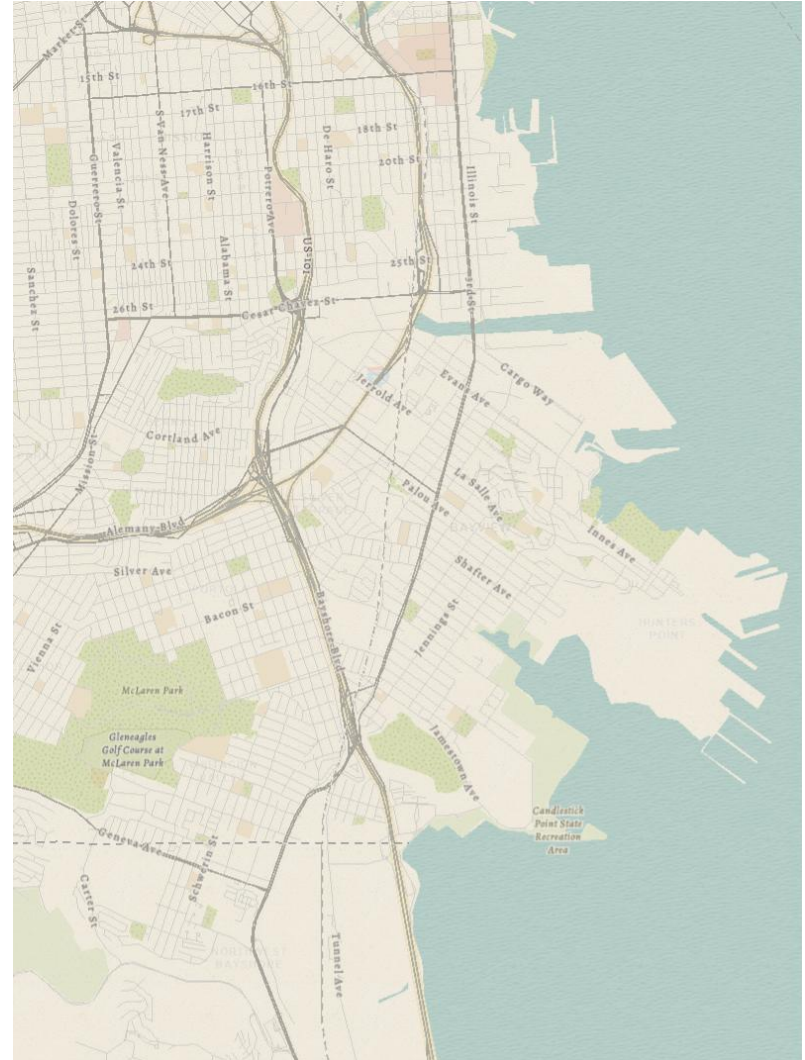 Market St
15th St
16th St
17th St
18th St
20th St
S Van Ness Ave
MISSION
Harrison St
De Haro St
Valencia St
Guerrero St
Potrero Ave
Illinois St
Dolores St
Sanchez St
24th St
Alabama St
US-101
25th St
3rd St
26th St
Cesar Chavez St
Jerrold Ave
Evans Ave
Cargo Way
Cortland Ave
Mission St
Palou Ave
La Salle Ave
Alemany Blvd
Innes Ave
Silver Ave
Shafter Ave
Bacon St
Bayshore Blvd
Jennings St
HUNTERS
POINT
Vienna St
McLaren Park
Gleneagles
Golf Course at
McLaren Park
Jamestown Ave
Candlestick
Point State
Recreation
Area
Geneva Ave
Schwerin St
Carter St
Tunnel Ave